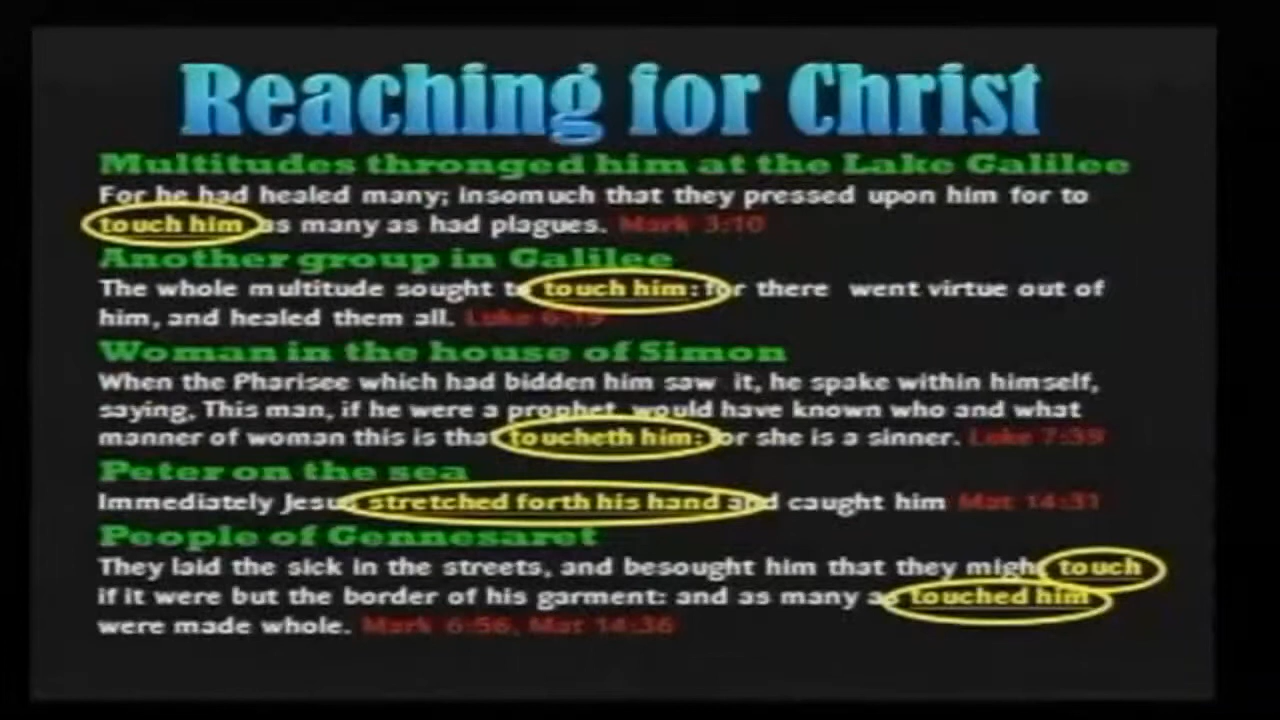 Reaching for Christ
Multitudes thronged him at the Lake Galilee
For he had healed many; insomuch that they pressed upon him for to
touch him as many as had plagues. Mark 3:10
Another group in Galilee
The whole multitude sought to touch him: for there went virtue out of
him, and healed them all. Luke 6:19
Woman in the house of Simon
When the Pharisee which had bidden him saw it, he spake within himself,
saying, This man, if he were a prophet, would have known who and what
manner of woman this is that toucheth him: for she is a sinner. Luke 7:39
Peter on the sea
Immediately Jesus stretched forth his hand and caught him Mat 14:31
People of Gennesaret
They laid the sick in the streets, and besought him that they might touch
if it were but the border of his garment: and as many as touched him
were made whole. Mark 6:56, Mat 14:36